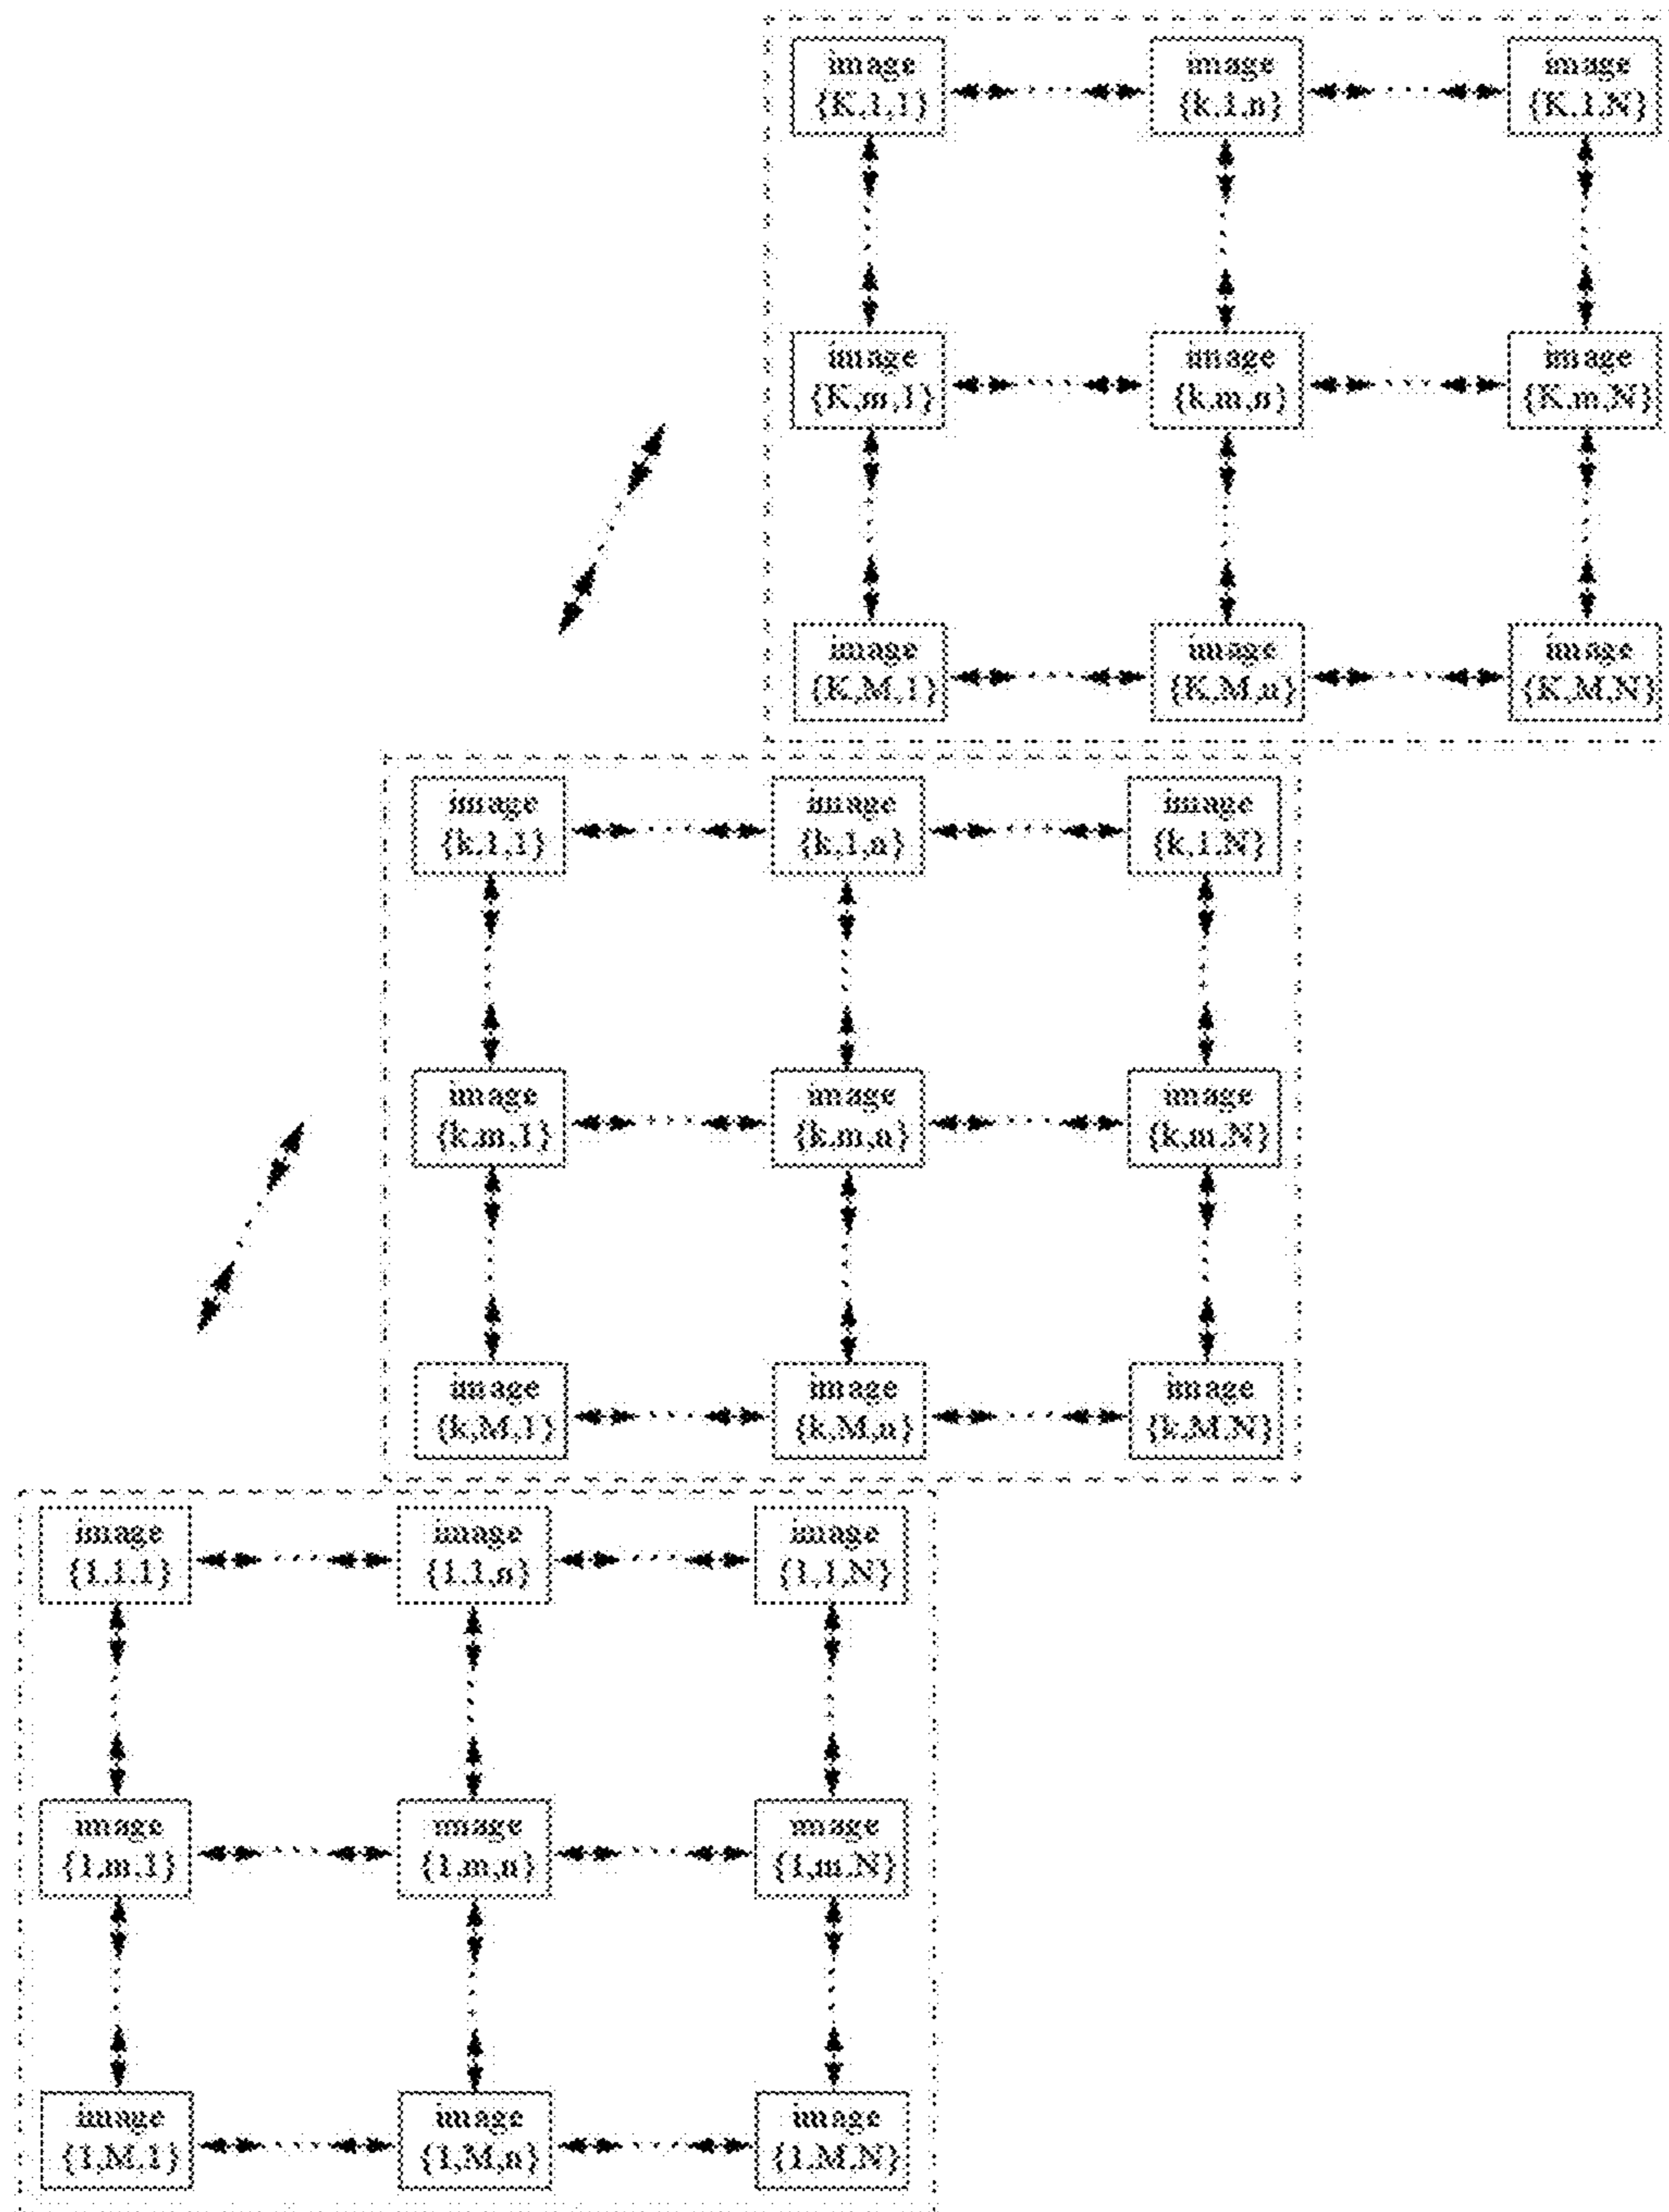 image
{K,1,1}
image
{k,1,n}
image
{K,1,N}
image
{K,m,1}
image
{k,m,n}
image
{K,m,N}
image
{K,M,1}
image
{K,M,n}
image
{K,M,N}
image
{k,1,1}
image
{k,1,n}
image
{k,1,N}
image
{k,m,1}
image
{k,m,n}
image
{k,m,N}
image
{k,M,1}
image
{k,M,n}
image
{k,M,N}
image
{1,1,1}
image
{1,1,n}
image
{1,1,N}
image
{1,m,1}
image
{1,m,n}
image
{1,m,N}
image
{1,M,1}
image
{1,M,n}
image
{1,M,N}